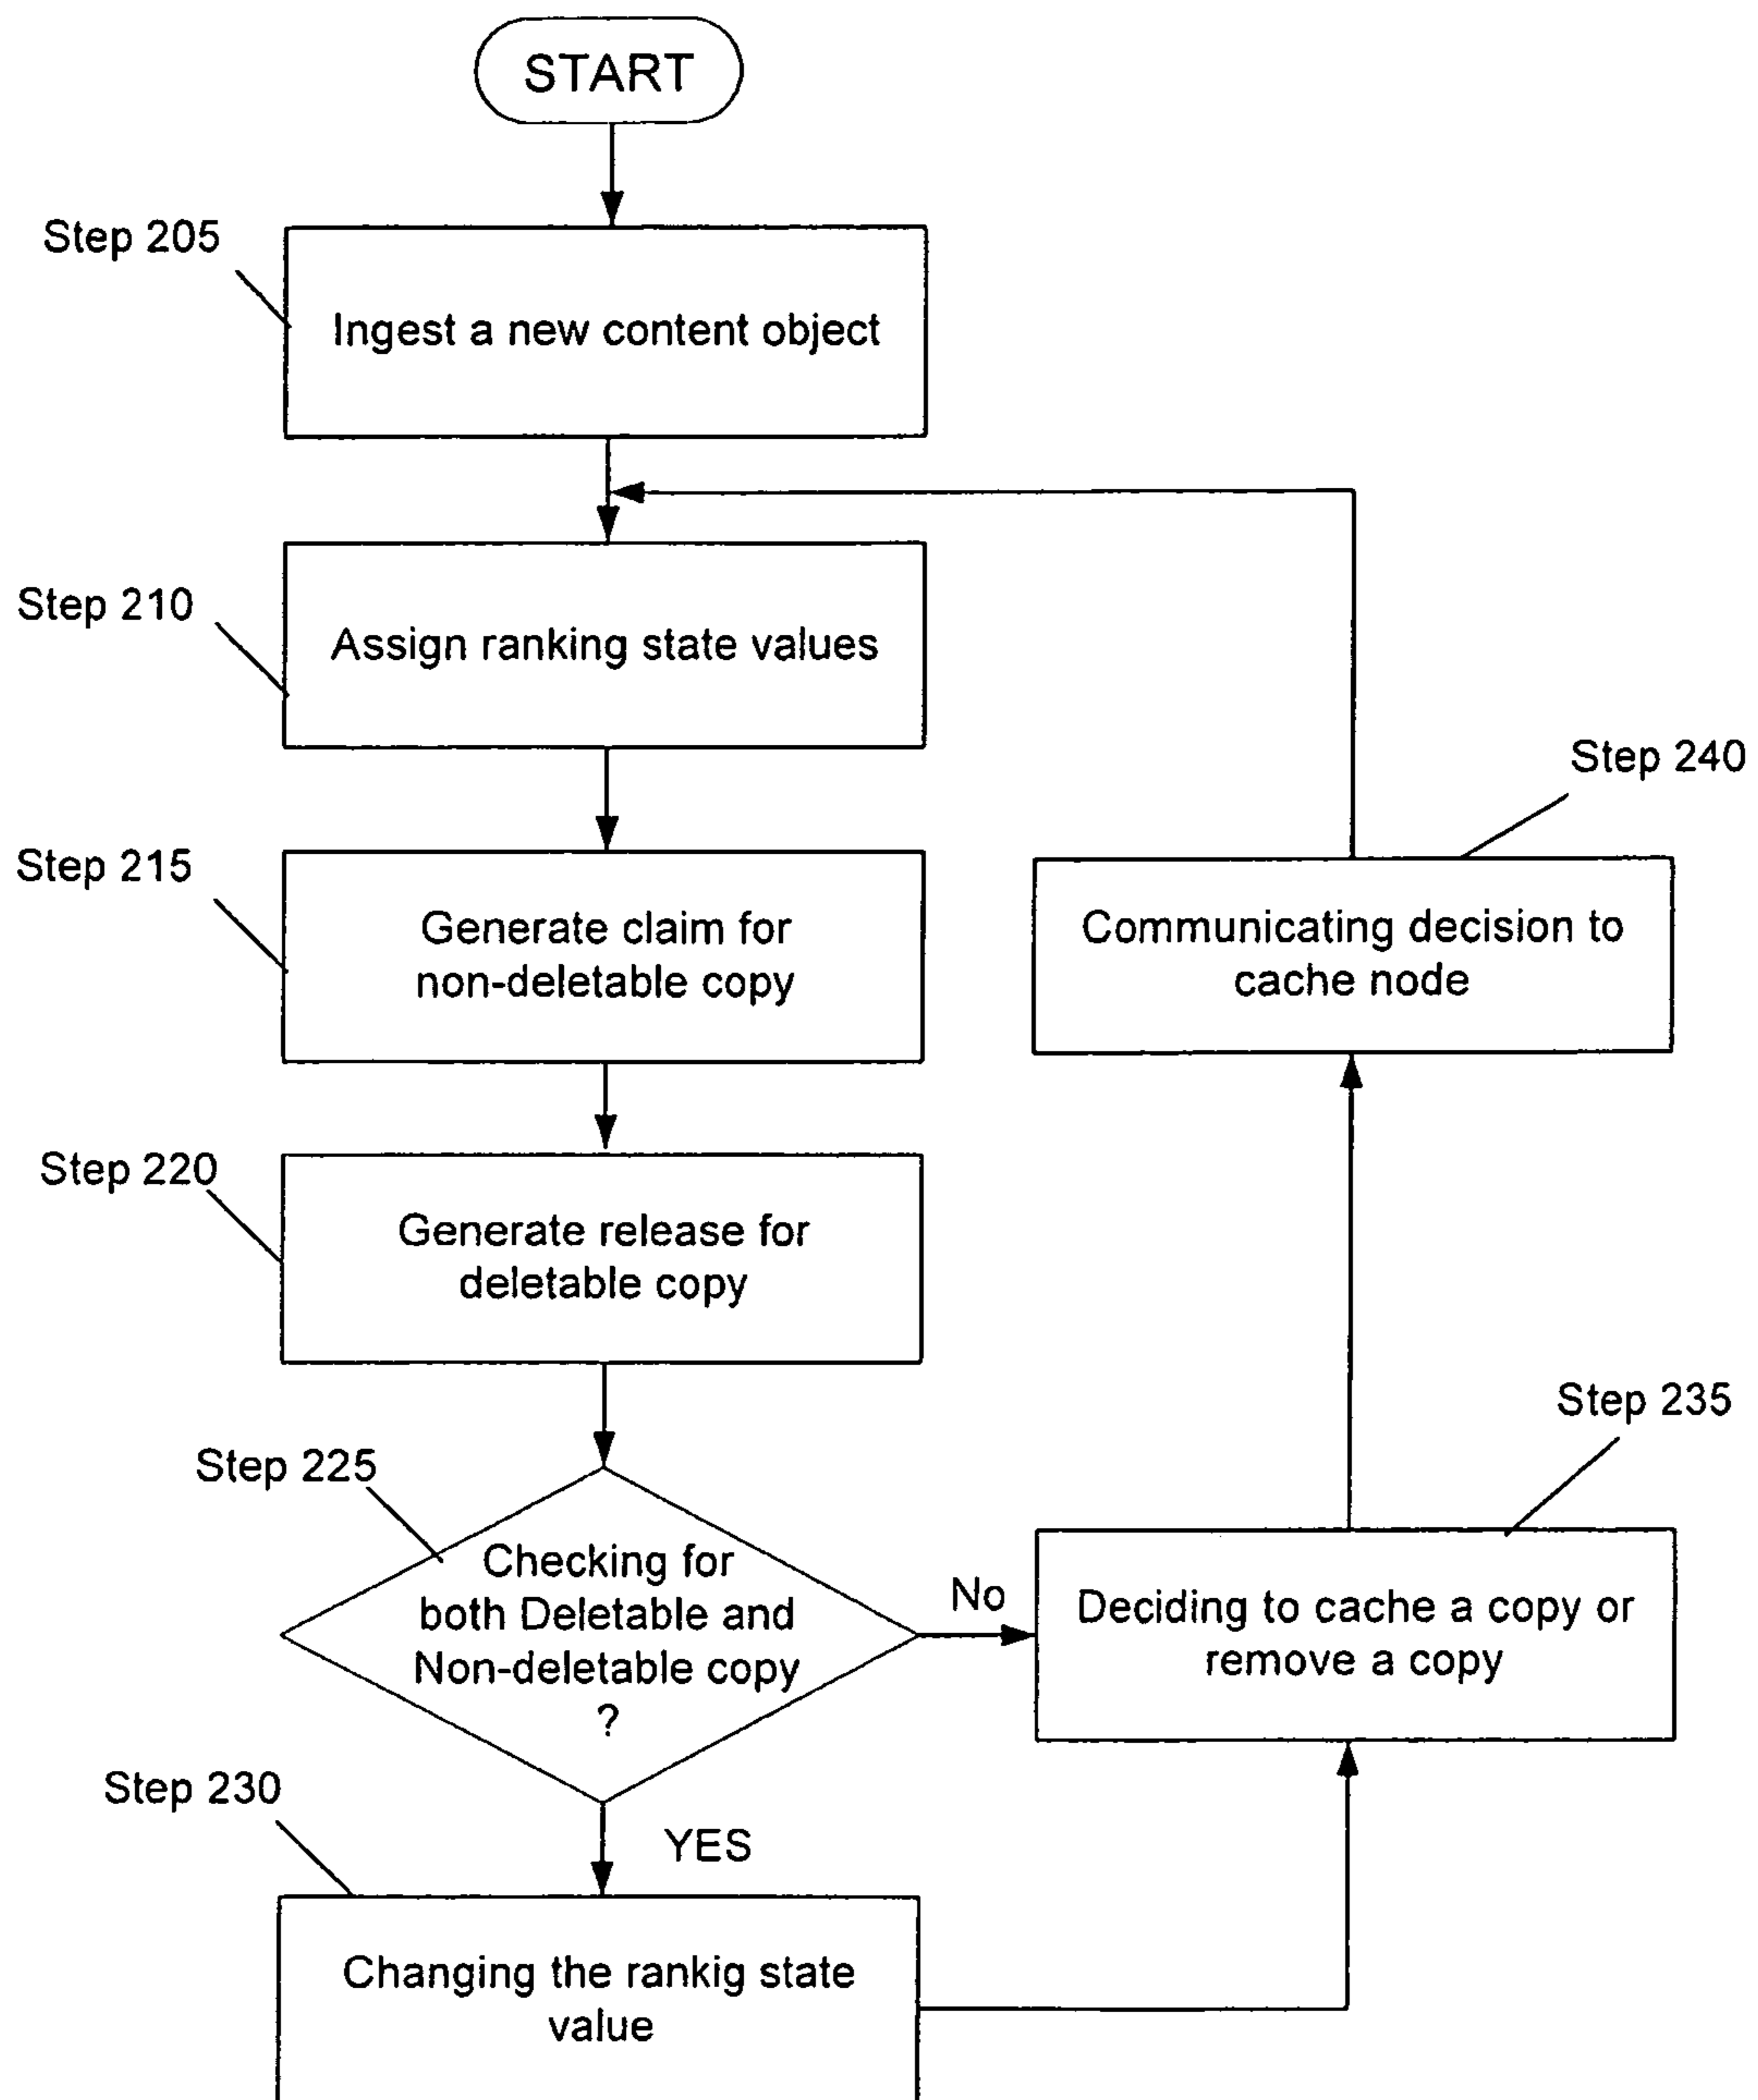 START
Step 205
Ingest a new content object
Step 210
Assign ranking state values
Step 240
Step 215
Generate claim for
non-deletable copy
Communicating decision to
cache node
Step 220
Generate release for
deletable copy
Step 235
Step 225
Checking for
both Deletable and
Non-deletable copy
?
No
Deciding to cache a copy or
remove a copy
Step 230
YES
Changing the rankig state
value